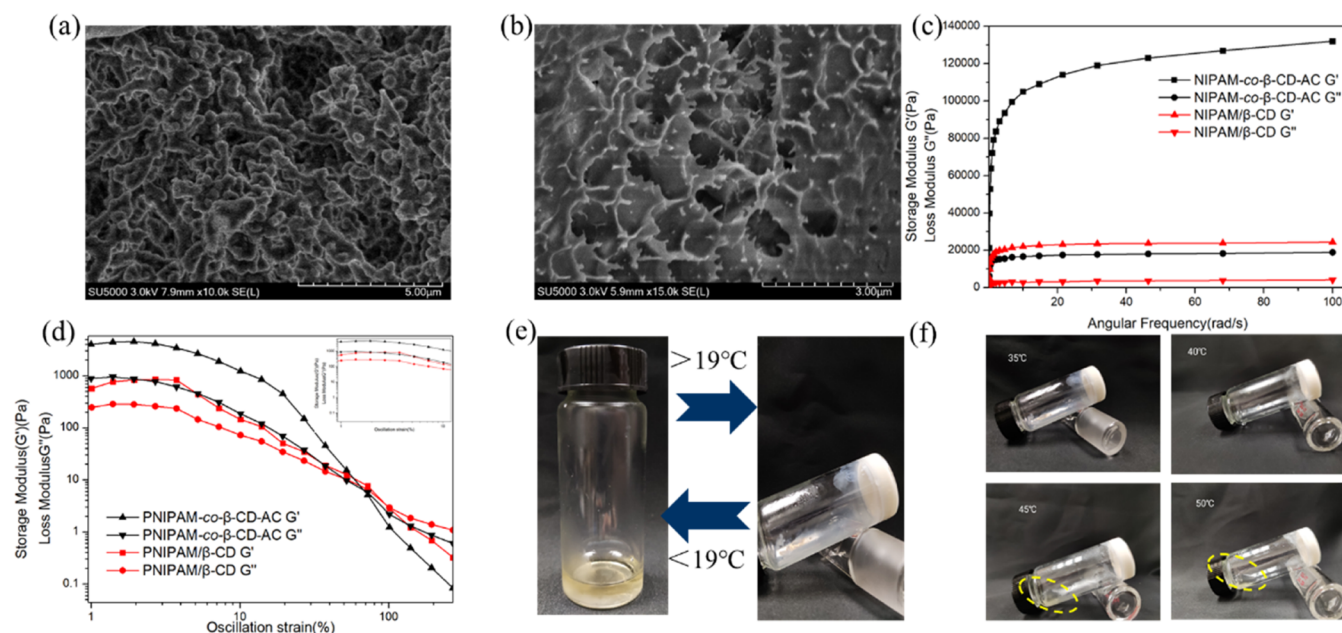 (a)
SU5000 3.0kV 7.9mm x10.0k SE(L)
5.00μm
(b)
SU5000 3.0kV 5.9mm x15.0k SE(L)
3.00μm
(c)
Storage Modulus G'(Pa)
Loss Modulus G"(Pa)
140000
120000
100000
80000
60000
40000
20000
0
NIPAM-co-β-CD-AC G'
NIPAM-co-β-CD-AC G"
NIPAM/β-CD G'
NIPAM/β-CD G"
0 20 40 60 80 100
Angular Frequency(rad/s)
(d)
Storage Modulus(G')(Pa)
Loss ModulusG"(Pa)
1000
100
10
1
0.1
PNIPAM-co-β-CD-AC G'
PNIPAM-co-β-CD-AC G"
PNIPAM/β-CD G'
PNIPAM/β-CD G"
1 10 100
Oscillation strain(%)
Oscillation strain(%)
(e)
>19℃
<19℃
(f)
35℃
40℃
45℃
50℃